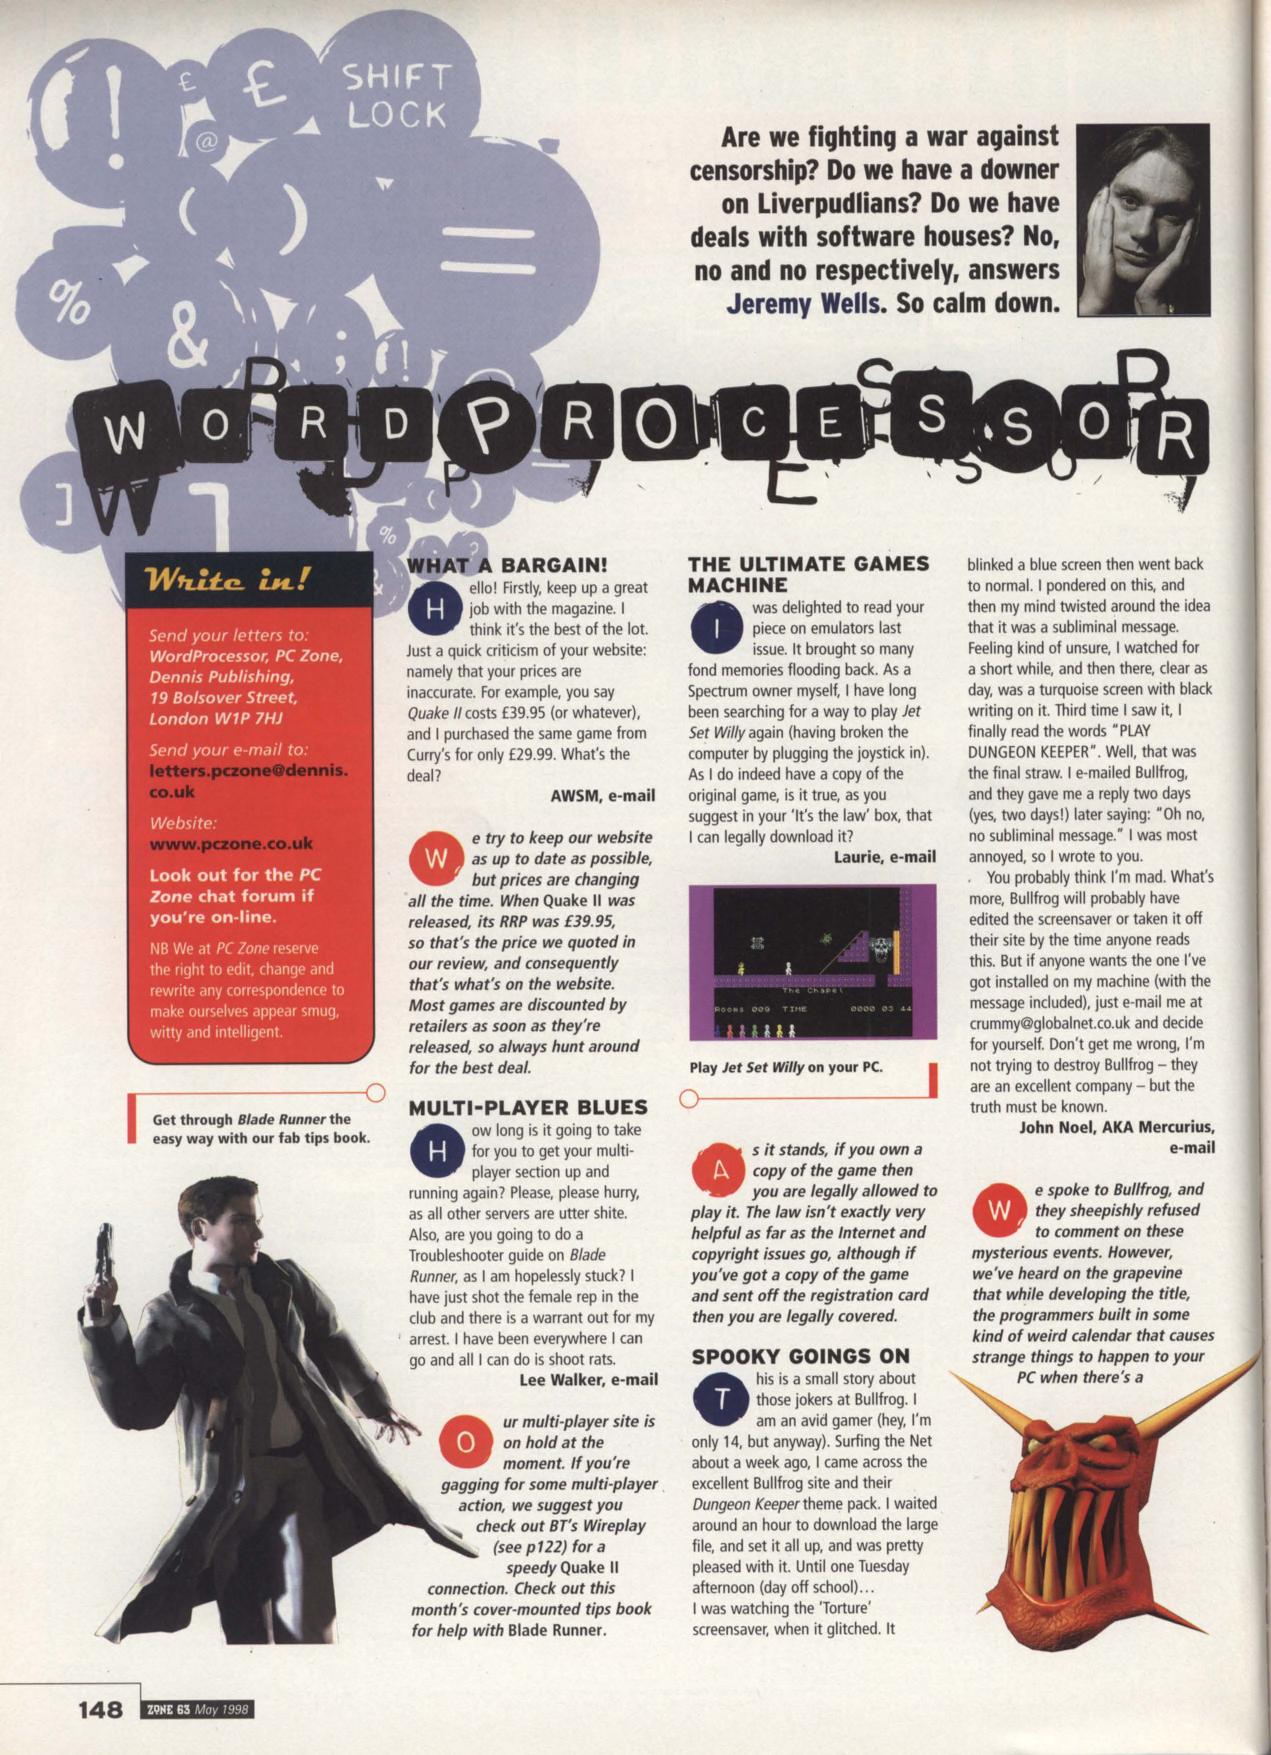 ! £ £ SHIFT
LOCK
@
( ) =
% &
; ! 
Are we fighting a war against
censorship? Do we have a downer
on Liverpudlians? Do we have
deals with software houses? No,
no and no respectively, answers
Jeremy Wells. So calm down.
WORDPROCESSOR
Write in!
Send your letters to:
WordProcessor, PC Zone,
Dennis Publishing,
19 Bolsover Street,
London W1P 7HJ
Send your e-mail to:
letters.pczone@dennis.
co.uk
Website:
www.pczone.co.uk
Look out for the PC
Zone chat forum if
you're on-line.
NB We at PC Zone reserve
the right to edit, change and
rewrite any correspondence to
make ourselves appear smug,
witty and intelligent.
Get through Blade Runner the
easy way with our fab tips book.
WHAT A BARGAIN!
Hello! Firstly, keep up a great
job with the magazine. I
think it's the best of the lot.
Just a quick criticism of your website:
namely that your prices are
inaccurate. For example, you say
Quake II costs £39.95 (or whatever),
and I purchased the same game from
Curry's for only £29.99. What's the
deal?
AWSM, e-mail
We try to keep our website
as up to date as possible,
but prices are changing
all the time. When Quake II was
released, its RRP was £39.95,
so that's the price we quoted in
our review, and consequently
that's what's on the website.
Most games are discounted by
retailers as soon as they're
released, so always hunt around
for the best deal.
MULTI-PLAYER BLUES
How long is it going to take
for you to get your multi-
player section up and
running again? Please, please hurry,
as all other servers are utter shite.
Also, are you going to do a
Troubleshooter guide on Blade
Runner, as I am hopelessly stuck? I
have just shot the female rep in the
club and there is a warrant out for my
arrest. I have been everywhere I can
go and all I can do is shoot rats.
Lee Walker, e-mail
Our multi-player site is
on hold at the
moment. If you're
gagging for some multi-player
action, we suggest you
check out BT's Wireplay
(see p122) for a
speedy Quake II
connection. Check out this
month's cover-mounted tips book
for help with Blade Runner.
THE ULTIMATE GAMES
MACHINE
I was delighted to read your
piece on emulators last
issue. It brought so many
fond memories flooding back. As a
Spectrum owner myself, I have long
been searching for a way to play Jet
Set Willy again (having broken the
computer by plugging the joystick in).
As I do indeed have a copy of the
original game, is it true, as you
suggest in your 'It's the law' box, that
I can legally download it?
Laurie, e-mail
The Chapel
Rooms 009 TIME 0000 03 44
Play Jet Set Willy on your PC.
As it stands, if you own a
copy of the game then
you are legally allowed to
play it. The law isn't exactly very
helpful as far as the Internet and
copyright issues go, although if
you've got a copy of the game
and sent off the registration card
then you are legally covered.
SPOOKY GOINGS ON
This is a small story about
those jokers at Bullfrog. I
am an avid gamer (hey, I'm
only 14, but anyway). Surfing the Net
about a week ago, I came across the
excellent Bullfrog site and their
Dungeon Keeper theme pack. I waited
around an hour to download the large
file, and set it all up, and was pretty
pleased with it. Until one Tuesday
afternoon (day off school)...
I was watching the 'Torture'
screensaver, when it glitched. It
blinked a blue screen then went back
to normal. I pondered on this, and
then my mind twisted around the idea
that it was a subliminal message.
Feeling kind of unsure, I watched for
a short while, and then there, clear as
day, was a turquoise screen with black
writing on it. Third time I saw it, I
finally read the words "PLAY
DUNGEON KEEPER". Well, that was
the final straw. I e-mailed Bullfrog,
and they gave me a reply two days
(yes, two days!) later saying: "Oh no,
no subliminal message." I was most
annoyed, so I wrote to you.
You probably think I'm mad. What's
more, Bullfrog will probably have
edited the screensaver or taken it off
their site by the time anyone reads
this. But if anyone wants the one I've
got installed on my machine (with the
message included), just e-mail me at
crummy@globalnet.co.uk and decide
for yourself. Don't get me wrong, I'm
not trying to destroy Bullfrog – they
are an excellent company – but the
truth must be known.
John Noel, AKA Mercurius,
e-mail
We spoke to Bullfrog, and
they sheepishly refused
to comment on these
mysterious events. However,
we've heard on the grapevine
that while developing the title,
the programmers built in some
kind of weird calendar that causes
strange things to happen to your
PC when there's a
148 ZONE 63 May 1998